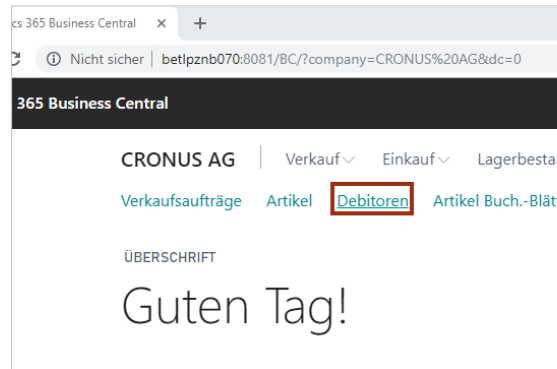 cs 365 Business Central × +
Nicht sicher | betlpznb070:8081/BC/?company=CRONUS%20AG&dc=0
365 Business Central
CRONUS AG Verkauf Einkauf Lagerbesta
Verkaufsaufträge Artikel Debitoren Artikel Buch.-Blät
ÜBERSCHRIFT
Guten Tag!